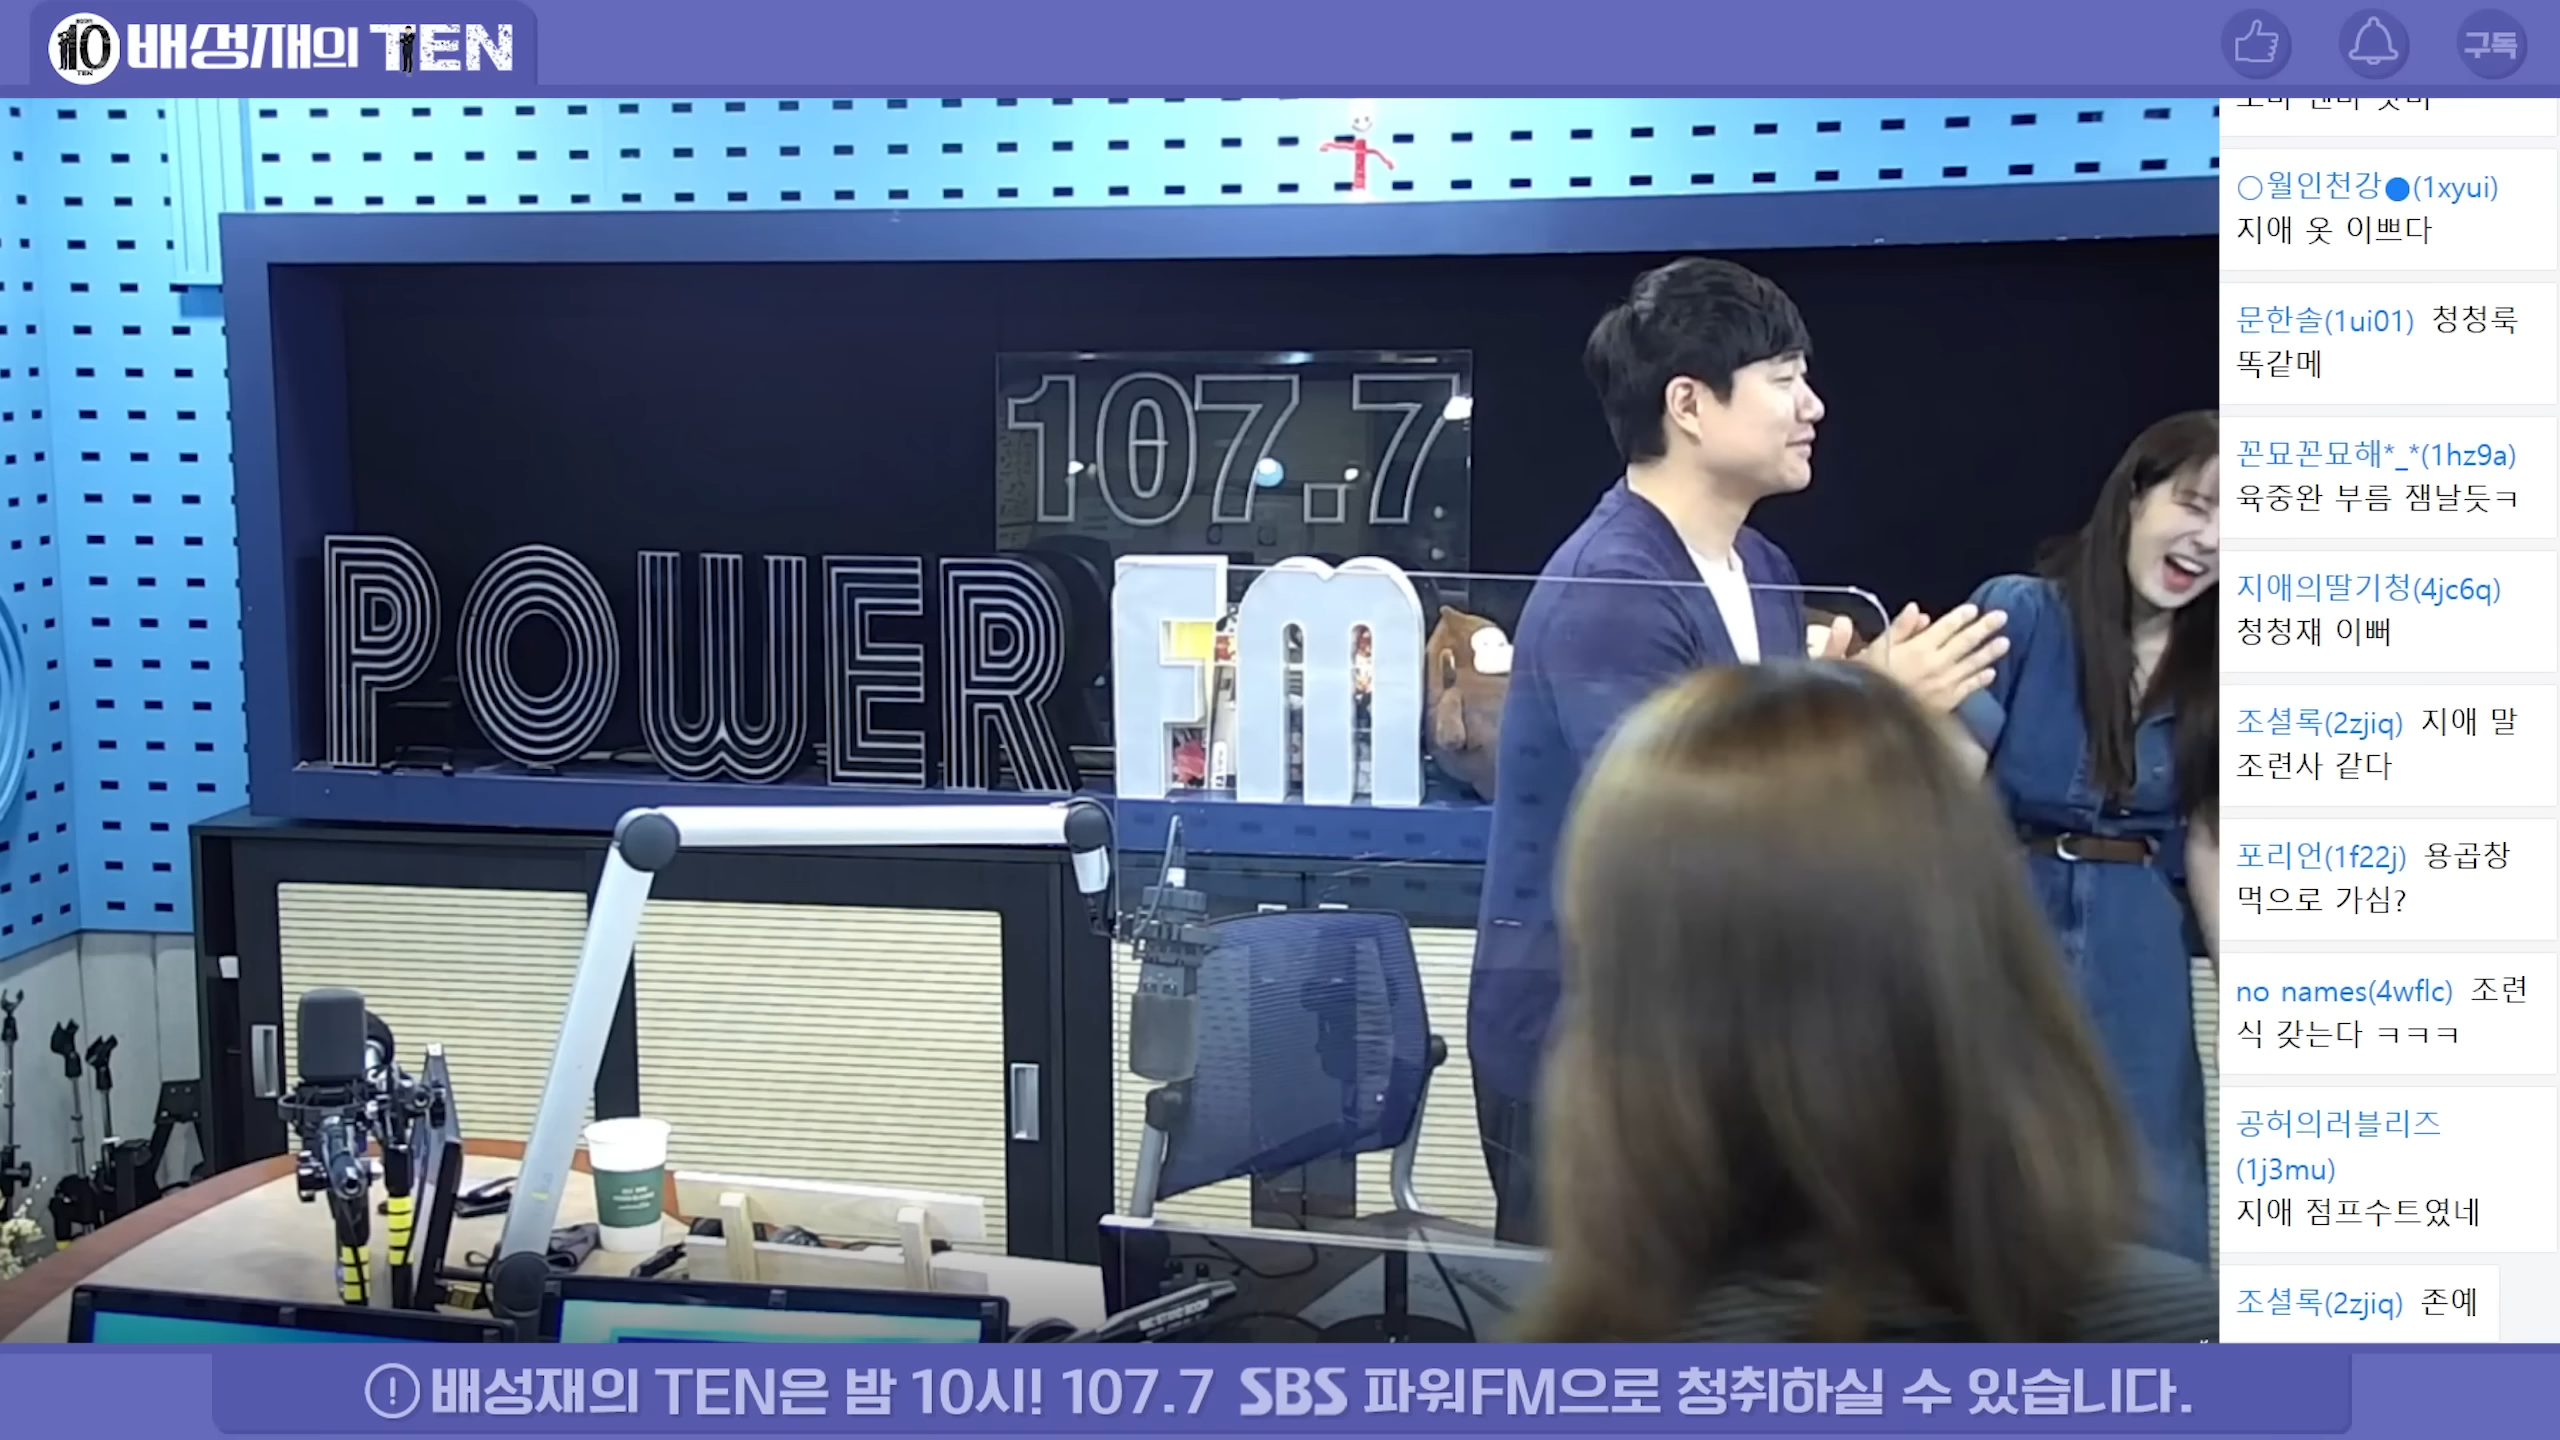 10
TEN
배성재의 TEN
구독
○월인천강●(1xyui)
지애 옷 이쁘다
문한솔(1ui01) 청청룩
똑같메
꼰묘꼰묘해*_*(1hz9a)
육중완 부름 잼날듯ㅋ
지애의딸기청(4jc6q)
청청재 이뻐
조셜록(2zjiq) 지애 말
조련사 같다
포리언(1f22j) 용곱창
먹으로 가심?
no names(4wflc) 조련
식 갖는다 ㅋㅋㅋ
공허의러블리즈
(1j3mu)
지애 점프수트였네
조셜록(2zjiq) 존예
107.7
POWER FM
배성재의 TEN은 밤 10시! 107.7 SBS 파워FM으로 청취하실 수 있습니다.